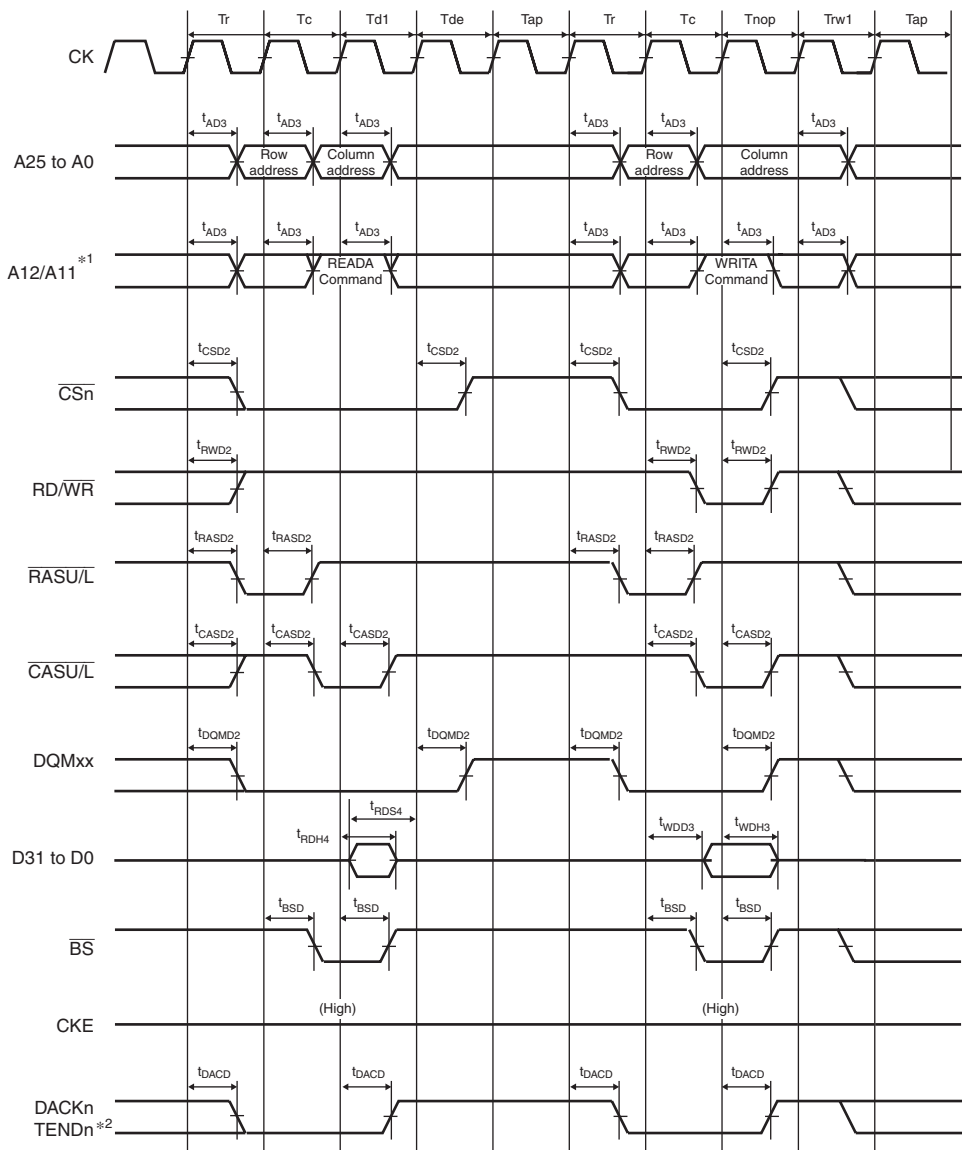 Tr Tc Td1 Tde Tap Tr Tc Tnop Trw1 Tap
CK
tAD3 tAD3 tAD3 tAD3 tAD3 tAD3
A25 to A0
Row address
Column address
Row address
Column address
tAD3 tAD3 tAD3 tAD3 tAD3 tAD3 tAD3
A12/A11*1
READA Command
WRITA Command
tCSD2 tCSD2 tCSD2 tCSD2
CSn
tRWD2 tRWD2 tRWD2
RD/WR
tRASD2 tRASD2 tRASD2 tRASD2
RASU/L
tCASD2 tCASD2 tCASD2 tCASD2 tCASD2
CASU/L
tDQMD2 tDQMD2 tDQMD2 tDQMD2
DQMxx
tRDS4
tRDH4 tWDD3 tWDH3
D31 to D0
tBSD tBSD tBSD tBSD
BS
(High) (High)
CKE
tDACD tDACD tDACD tDACD
DACKn
TENDn*2